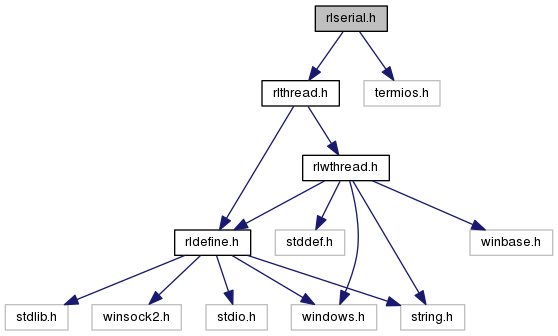 rlserial.h
rlthread.h
termios.h
rlwthread.h
rldefine.h
stddef.h
winbase.h
stdlib.h
winsock2.h
stdio.h
windows.h
string.h